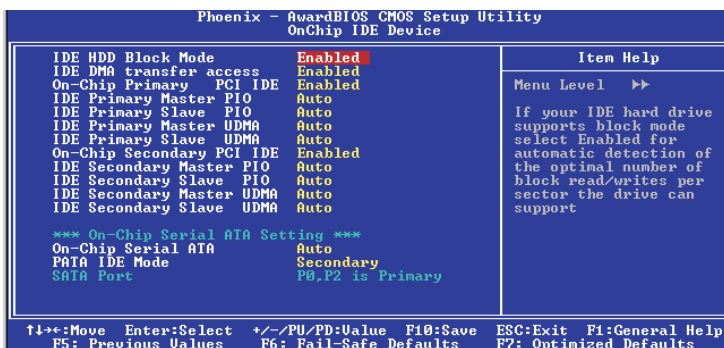 Phoenix - AwardBIOS CMOS Setup Utility
OnChip IDE Device
IDE HDD Block Mode Enabled
IDE DMA transfer access Enabled
On-Chip Primary PCI IDE Enabled
IDE Primary Master PIO Auto
IDE Primary Slave PIO Auto
IDE Primary Master UDMA Auto
IDE Primary Slave UDMA Auto
On-Chip Secondary PCI IDE Enabled
IDE Secondary Master PIO Auto
IDE Secondary Slave PIO Auto
IDE Secondary Master UDMA Auto
IDE Secondary Slave UDMA Auto
*** On-Chip Serial ATA Setting ***
On-Chip Serial ATA Auto
PATA IDE Mode Secondary
SATA Port P0,P2 is Primary
Item Help
Menu Level ▶▶
If your IDE hard drive
supports block mode
select Enabled for
automatic detection of
the optimal number of
block read/writes per
sector the drive can
support
↑↓→←:Move Enter:Select +/-/PU/PD:Value F10:Save ESC:Exit F1:General Help
F5: Previous Values F6: Fail-Safe Defaults F7: Optimized Defaults